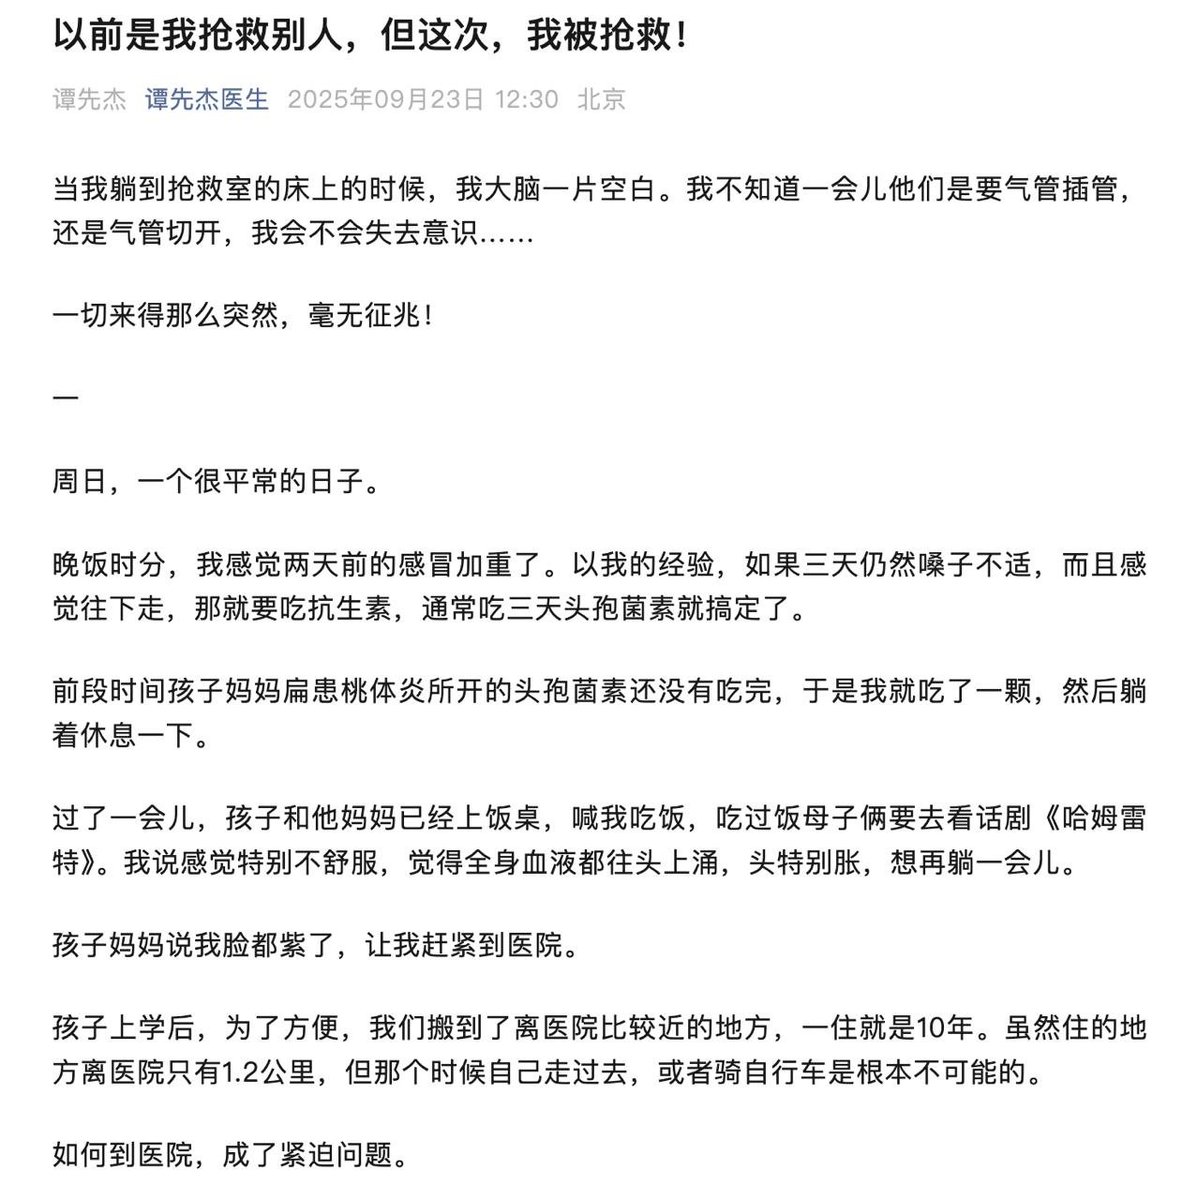 以前是我抢救别人，但这次，我被抢救！
谭先杰 谭先杰医生 2025年09月23日 12:30 北京
当我躺到抢救室的床上的时候，我大脑一片空白。我不知道一会儿他们是要气管插管，
还是气管切开，我会不会失去意识……
一切来得那么突然，毫无征兆！
一
周日，一个很平常的日子。
晚饭时分，我感觉两天前的感冒加重了。以我的经验，如果三天仍然嗓子不适，而且感
觉往下走，那就要吃抗生素，通常吃三天头孢菌素就搞定了。
前段时间孩子妈妈扁患桃体炎所开的头孢菌素还没有吃完，于是我就吃了一颗，然后躺
着休息一下。
过了一会儿，孩子和他妈妈已经上饭桌，喊我吃饭，吃过饭母子俩要去看话剧《哈姆雷
特》。我说感觉特别不舒服，觉得全身血液都往头上涌，头特别胀，想再躺一会儿。
孩子妈妈说我脸都紫了，让我赶紧到医院。
孩子上学后，为了方便，我们搬到了离医院比较近的地方，一住就是10年。虽然住的地
方离医院只有1.2公里，但那个时候自己走过去，或者骑自行车是根本不可能的。
如何到医院，成了紧迫问题。